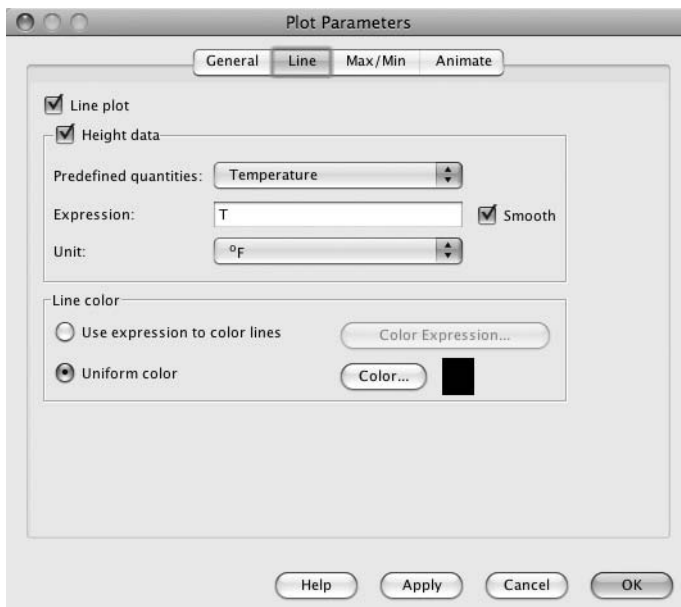 Plot Parameters
General Line Max/Min Animate
Line plot
Height data
Predefined quantities: Temperature
Expression: T Smooth
Unit: °F
Line color
Use expression to color lines Color Expression...
Uniform color Color...
Help Apply Cancel OK